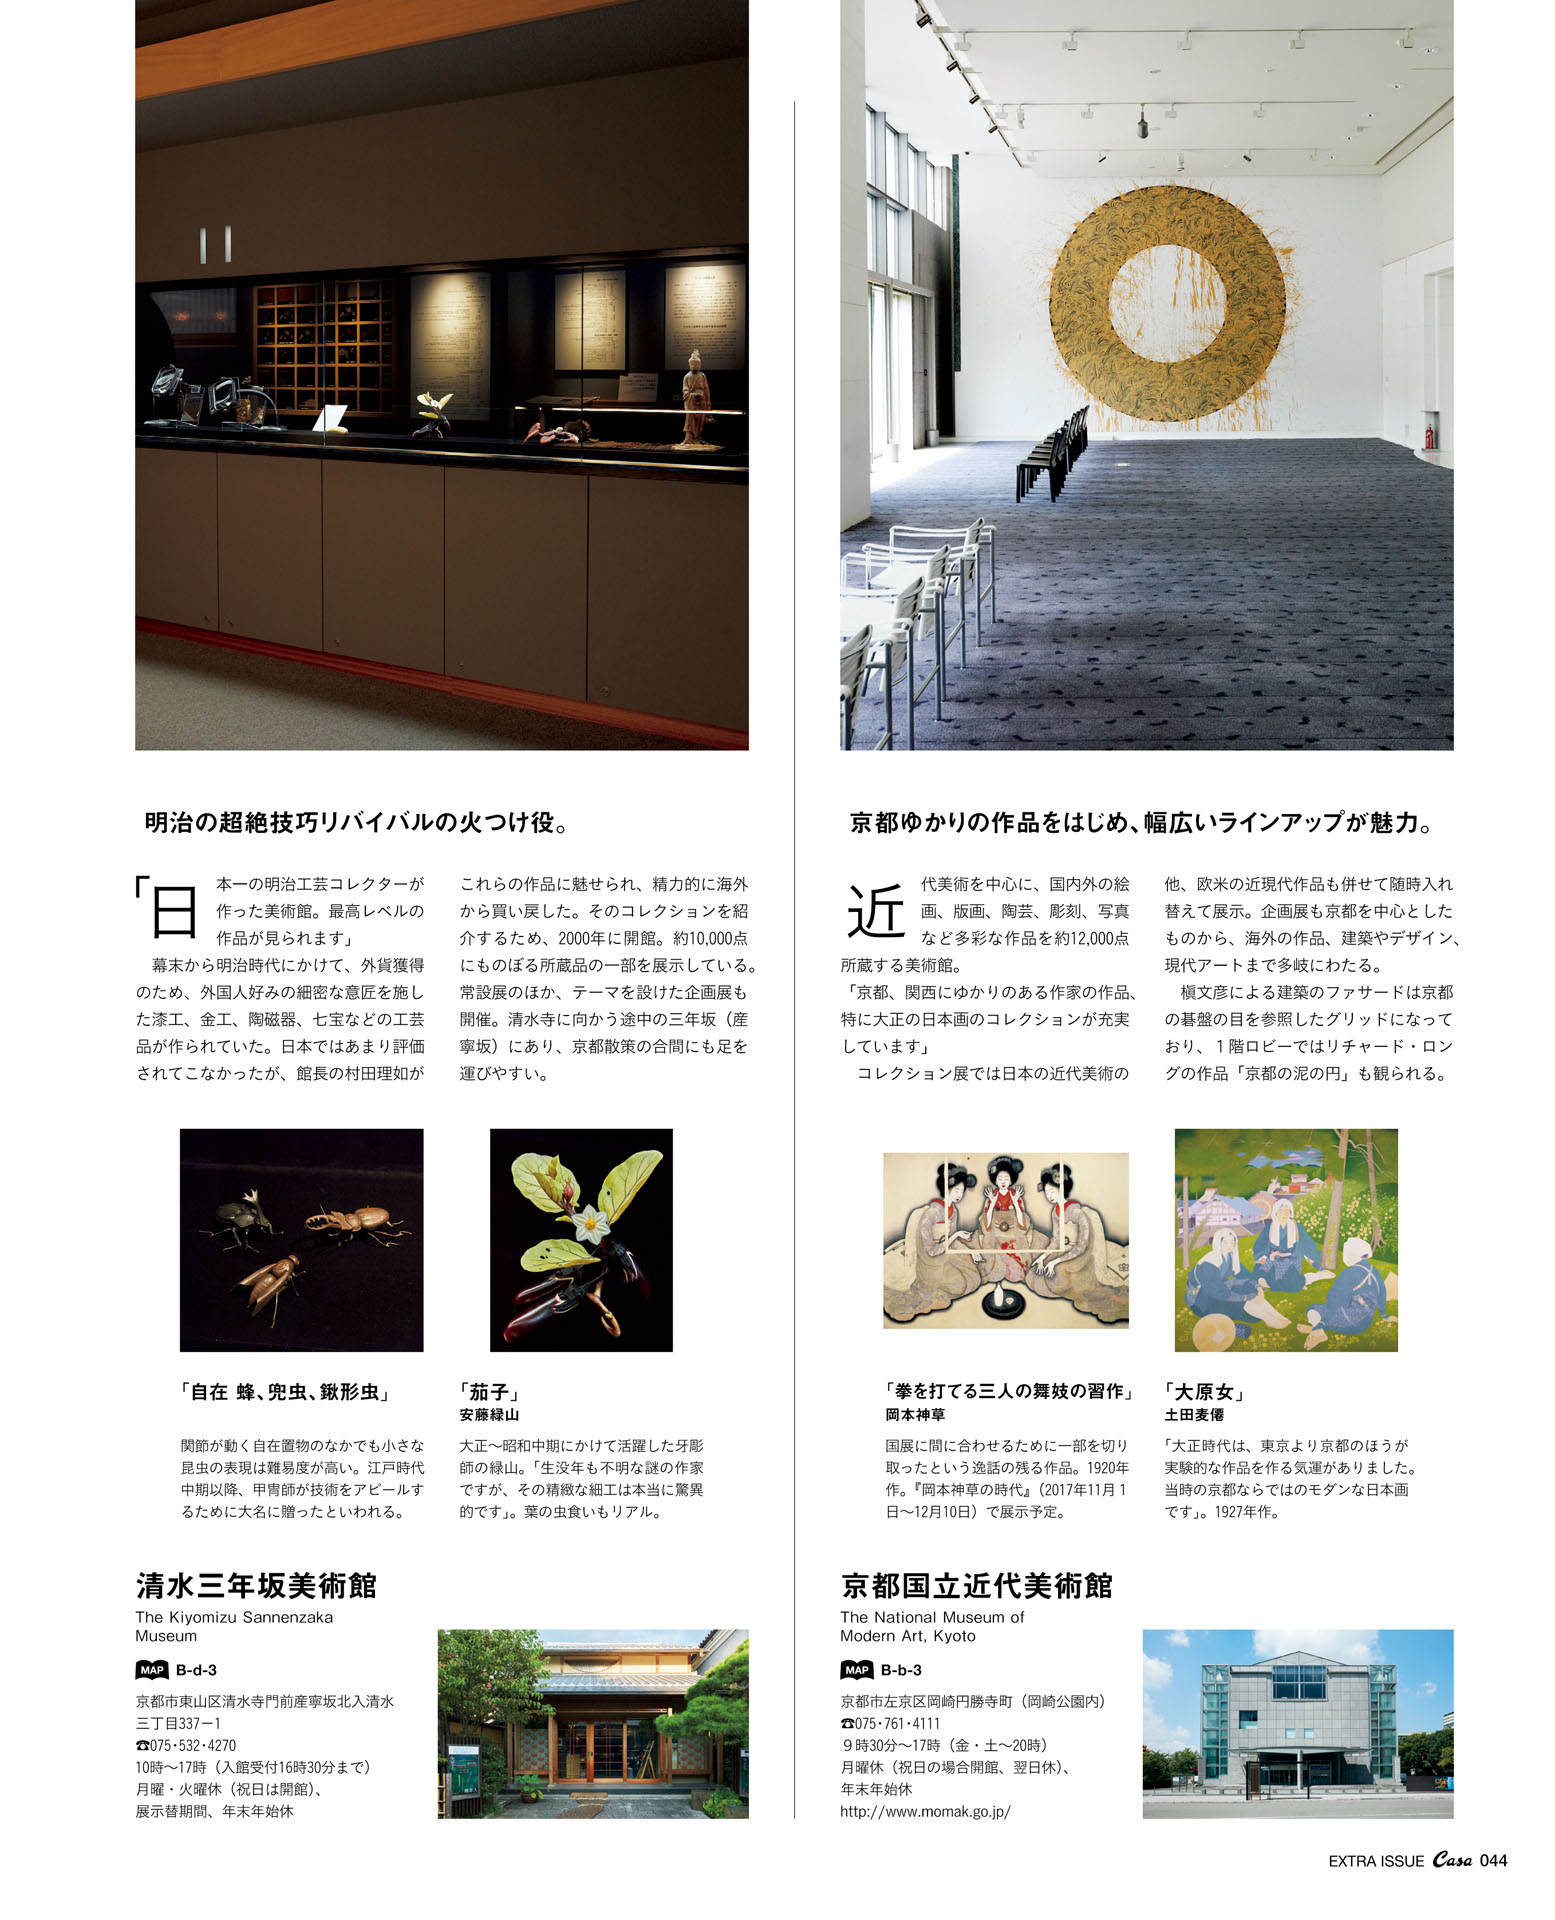 明治の超絶技巧リバイバルの火つけ役。
「日本一の明治工芸コレクターが
作った美術館。最高レベルの
作品が見られます」
　幕末から明治時代にかけて、外貨獲得
のため、外国人好みの細密な意匠を施し
た漆工、金工、陶磁器、七宝などの工芸
品が作られていた。日本ではあまり評価
されてこなかったが、館長の村田理如が
これらの作品に魅せられ、精力的に海外
から買い戻した。そのコレクションを紹
介するため、2000年に開館。約10,000点
にものぼる所蔵品の一部を展示している。
常設展のほか、テーマを設けた企画展も
開催。清水寺に向かう途中の三年坂（産
寧坂）にあり、京都散策の合間にも足を
運びやすい。
「自在 蜂、兜虫、鍬形虫」
関節が動く自在置物のなかでも小さな
昆虫の表現は難易度が高い。江戸時代
中期以降、甲冑師が技術をアピールす
るために大名に贈ったといわれる。
「茄子」
安藤緑山
大正〜昭和中期にかけて活躍した牙彫
師の緑山。「生没年も不明な謎の作家
ですが、その精緻な細工は本当に驚異
的です」。葉の虫食いもリアル。
清水三年坂美術館
The Kiyomizu Sannenzaka
Museum
MAP B-d-3
京都市東山区清水寺門前産寧坂北入清水
三丁目337−1
☎075・532・4270
10時〜17時（入館受付16時30分まで）
月曜・火曜休（祝日は開館）、
展示替期間、年末年始休
京都ゆかりの作品をはじめ、幅広いラインアップが魅力。
近代美術を中心に、国内外の絵
画、版画、陶芸、彫刻、写真
など多彩な作品を約12,000点
所蔵する美術館。
「京都、関西にゆかりのある作家の作品、
特に大正の日本画のコレクションが充実
しています」
　コレクション展では日本の近代美術の
他、欧米の近現代作品も併せて随時入れ
替えて展示。企画展も京都を中心とした
ものから、海外の作品、建築やデザイン、
現代アートまで多岐にわたる。
　槇文彦による建築のファサードは京都
の碁盤の目を参照したグリッドになって
おり、１階ロビーではリチャード・ロン
グの作品「京都の泥の円」も観られる。
「拳を打てる三人の舞妓の習作」
岡本神草
国展に間に合わせるために一部を切り
取ったという逸話の残る作品。1920年
作。『岡本神草の時代』（2017年11月１
日〜12月10日）で展示予定。
「大原女」
土田麦僊
「大正時代は、東京より京都のほうが
実験的な作品を作る気運がありました。
当時の京都ならではのモダンな日本画
です」。1927年作。
京都国立近代美術館
The National Museum of
Modern Art, Kyoto
MAP B-b-3
京都市左京区岡崎円勝寺町（岡崎公園内）
☎075・761・4111
９時30分〜17時（金・土〜20時）
月曜休（祝日の場合開館、翌日休）、
年末年始休
http://www.momak.go.jp/
EXTRA ISSUE Casa 044